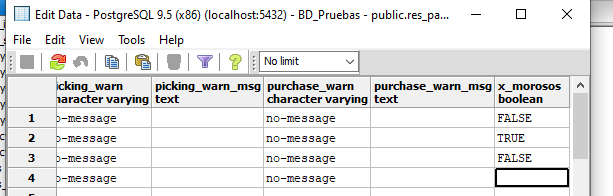 Edit Data - PostgreSQL 9.5 (x86) (localhost:5432) - BD_Pruebas - public.res_pa...
File Edit View Tools Help
No limit
icking_warn picking_warn_msg purchase_warn purchase_warn_msg x_morosos
haracter varying text character varying text boolean
1 o-message no-message FALSE
2 o-message no-message TRUE
3 o-message no-message FALSE
4 o-message no-message